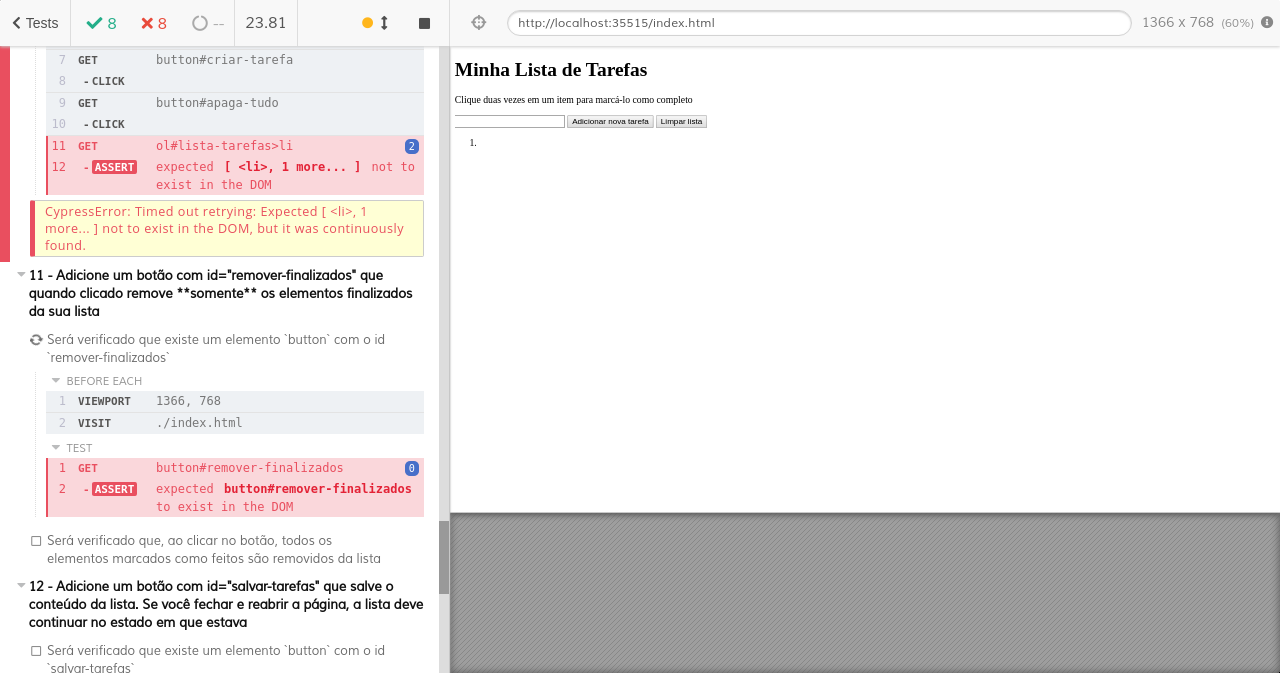 Tests 8 8 -- 23.81
http://localhost:35515/index.html 1366 x 768 (60%)
7 GET button#criar-tarefa
8 -CLICK
9 GET button#apaga-tudo
10 -CLICK
11 GET ol#lista-tarefas>li 2
12 -ASSERT expected [ <li>, 1 more... ] not to
exist in the DOM
CypressError: Timed out retrying: Expected [ <li>, 1
more... ] not to exist in the DOM, but it was continuously
found.
11 - Adicione um botão com id="remover-finalizados" que
quando clicado remove **somente** os elementos finalizados
da sua lista
Será verificado que existe um elemento `button` com o id
`remover-finalizados`
BEFORE EACH
1 VIEWPORT 1366, 768
2 VISIT ./index.html
TEST
1 GET button#remover-finalizados 0
2 -ASSERT expected button#remover-finalizados
to exist in the DOM
Será verificado que, ao clicar no botão, todos os
elementos marcados como feitos são removidos da lista
12 - Adicione um botão com id="salvar-tarefas" que salve o
conteúdo da lista. Se você fechar e reabrir a página, a lista deve
continuar no estado em que estava
Será verificado que existe um elemento `button` com o id
`salvar-tarefas`
Minha Lista de Tarefas
Clique duas vezes em um item para marcá-lo como completo
Adicionar nova tarefa Limpar lista
1.